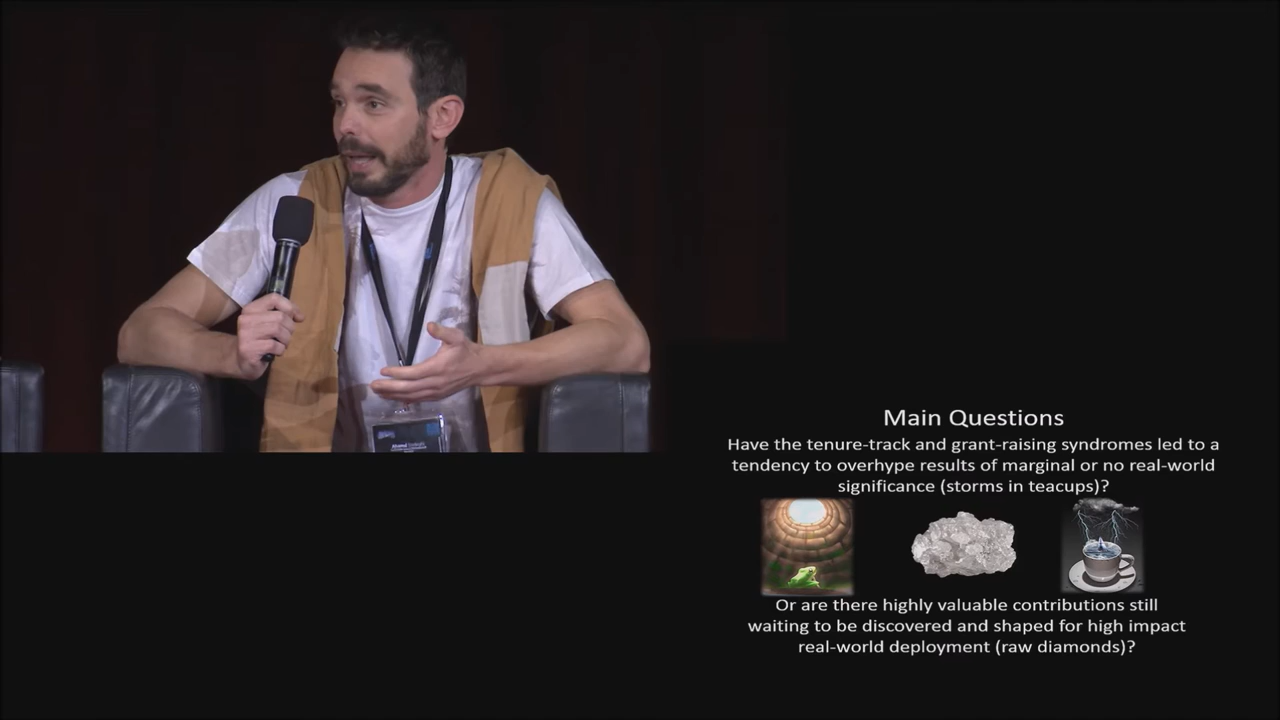 Main Questions
Have the tenure-track and grant-raising syndromes led to a
tendency to overhype results of marginal or no real-world
significance (storms in teacups)?
Or are there highly valuable contributions still
waiting to be discovered and shaped for high impact
real-world deployment (raw diamonds)?